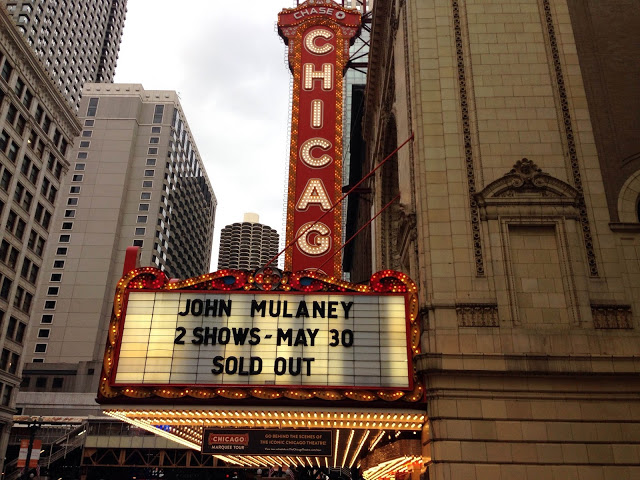 CHASE
CHICAGO
JOHN MULANEY
2 SHOWS - MAY 30
SOLD OUT
CHICAGO
MARQUEE TOUR
GO BEHIND THE SCENES OF
THE ICONIC CHICAGO THEATRE!